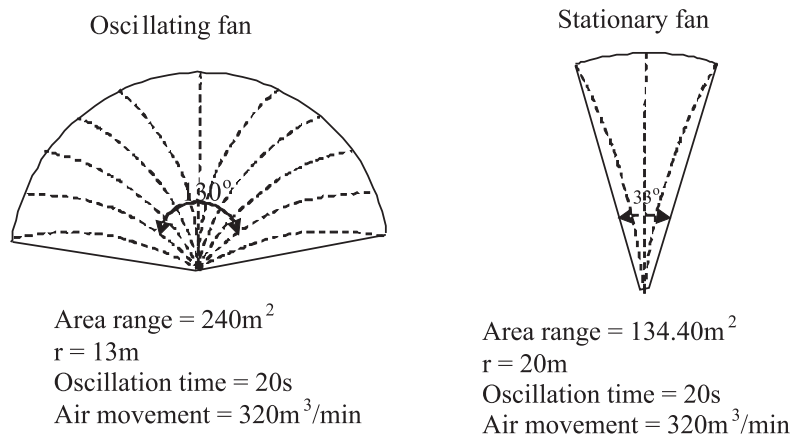 Oscillating fan
130°
Area range = 240m²
r = 13m
Oscillation time = 20s
Air movement = 320m³/min
Stationary fan
33°
Area range = 134.40m²
r = 20m
Oscillation time = 20s
Air movement = 320m³/min